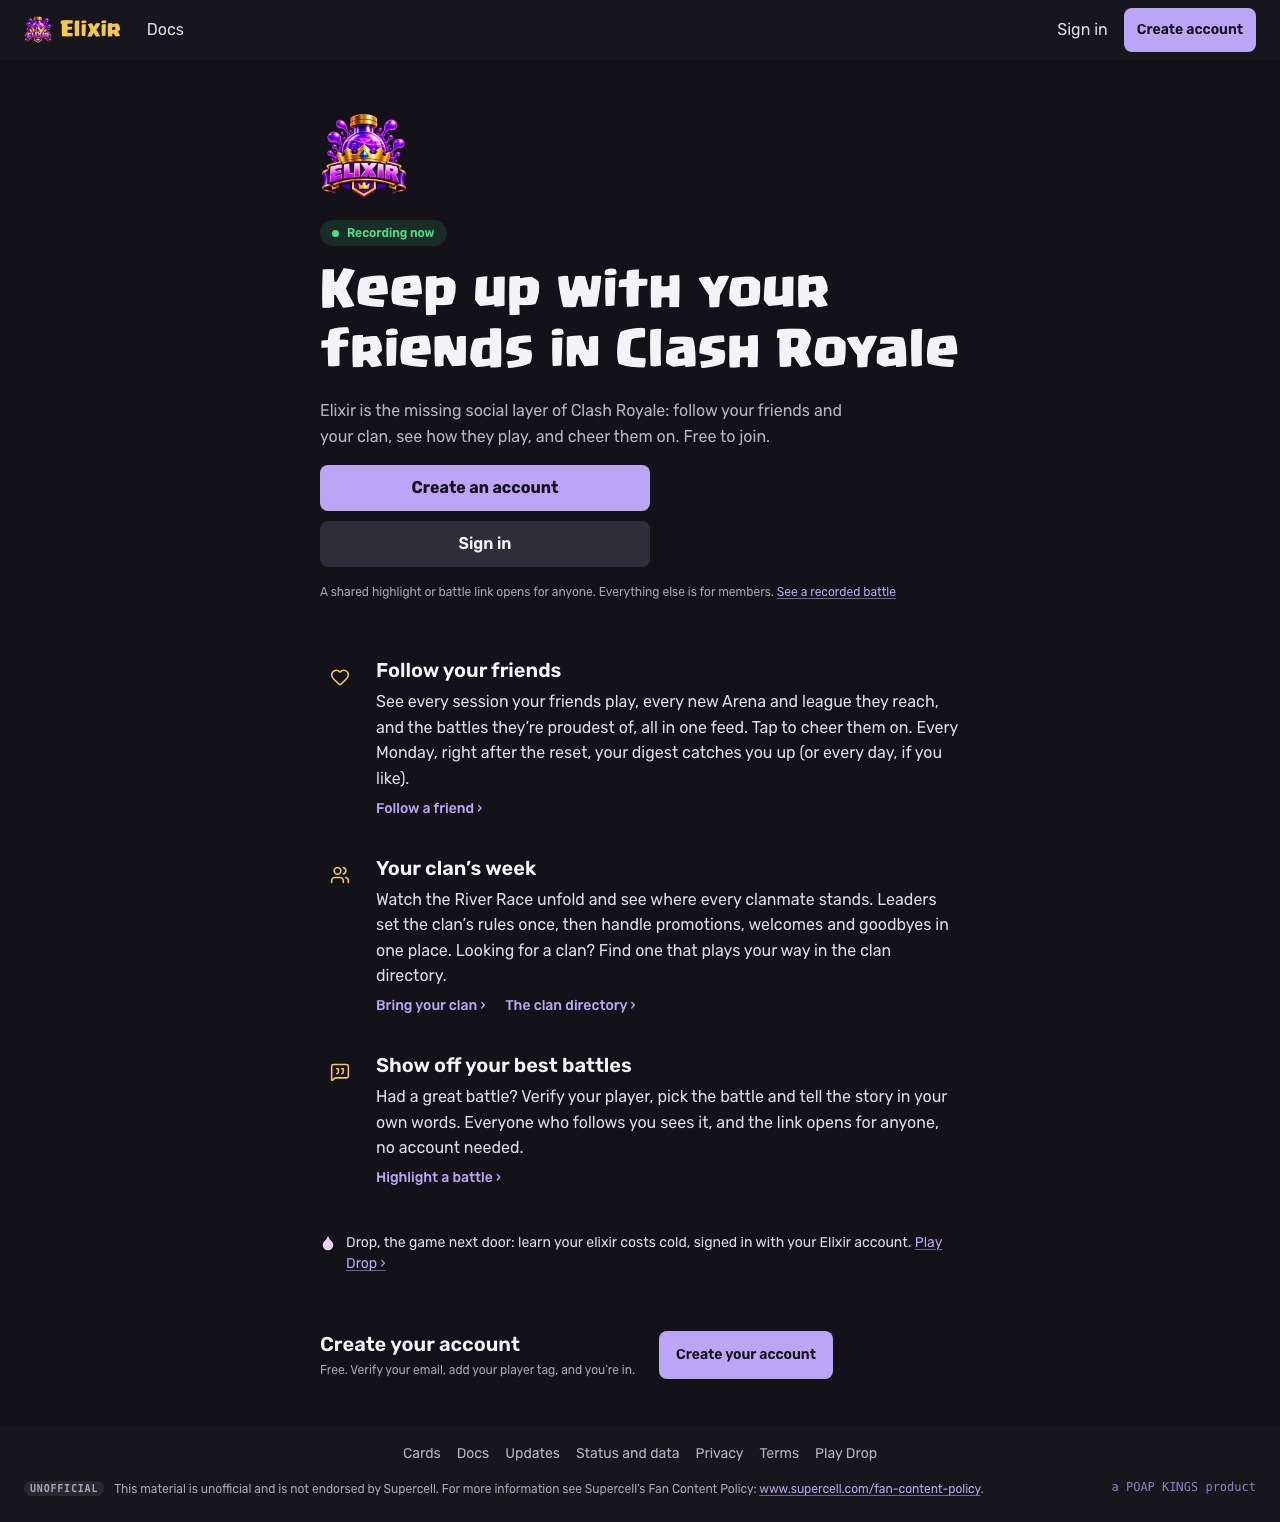 Elixir Docs Sign in Create account
ELIXIR
Recording now
Keep up with your
friends in Clash Royale
Elixir is the missing social layer of Clash Royale: follow your friends and
your clan, see how they play, and cheer them on. Free to join.
Create an account
Sign in
A shared highlight or battle link opens for anyone. Everything else is for members. See a recorded battle
Follow your friends
See every session your friends play, every new Arena and league they reach,
and the battles they’re proudest of, all in one feed. Tap to cheer them on. Every
Monday, right after the reset, your digest catches you up (or every day, if you
like).
Follow a friend ›
Your clan’s week
Watch the River Race unfold and see where every clanmate stands. Leaders
set the clan’s rules once, then handle promotions, welcomes and goodbyes in
one place. Looking for a clan? Find one that plays your way in the clan
directory.
Bring your clan › The clan directory ›
Show off your best battles
Had a great battle? Verify your player, pick the battle and tell the story in your
own words. Everyone who follows you sees it, and the link opens for anyone,
no account needed.
Highlight a battle ›
Drop, the game next door: learn your elixir costs cold, signed in with your Elixir account. Play
Drop ›
Create your account
Free. Verify your email, add your player tag, and you’re in.
Create your account
Cards Docs Updates Status and data Privacy Terms Play Drop
UNOFFICIAL This material is unofficial and is not endorsed by Supercell. For more information see Supercell’s Fan Content Policy: www.supercell.com/fan-content-policy. a POAP KINGS product